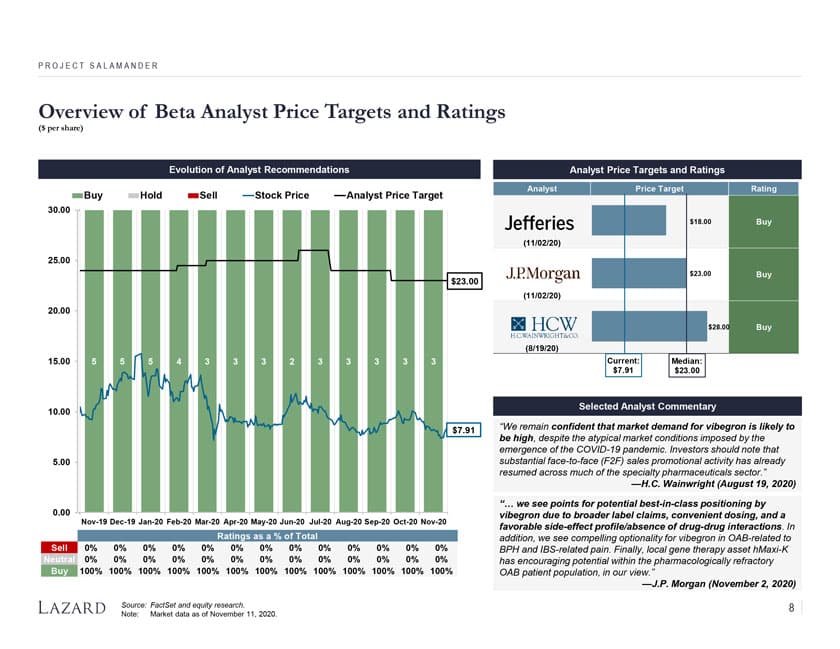 PROJECT SALAMANDER
Overview of Beta Analyst Price Targets and Ratings
($ per share)
Evolution of Analyst Recommendations
Buy Hold Sell Stock Price Analyst Price Target
30.00
25.00
$23.00
20.00
15.00 5 5 5 4 3 3 3 2 3 3 3 3 3
10.00
$7.91
5.00
0.00
Nov-19 Dec-19 Jan-20 Feb-20 Mar-20 Apr-20 May-20 Jun-20 Jul-20 Aug-20 Sep-20 Oct-20 Nov-20
Ratings as a % of Total
Sell 0% 0% 0% 0% 0% 0% 0% 0% 0% 0% 0% 0% 0%
Neutral 0% 0% 0% 0% 0% 0% 0% 0% 0% 0% 0% 0% 0%
Buy 100% 100% 100% 100% 100% 100% 100% 100% 100% 100% 100% 100% 100%
Analyst Price Targets and Ratings
Analyst Price Target Rating
Jefferies $18.00 Buy
(11/02/20)
J.P.Morgan $23.00 Buy
(11/02/20)
HCW $28.00 Buy
H.C.WAINWRIGHT&CO.
(8/19/20)
Current: Median:
$7.91 $23.00
Selected Analyst Commentary
“We remain confident that market demand for vibegron is likely to
be high, despite the atypical market conditions imposed by the
emergence of the COVID-19 pandemic. Investors should note that
substantial face-to-face (F2F) sales promotional activity has already
resumed across much of the specialty pharmaceuticals sector.”
—H.C. Wainwright (August 19, 2020)
“… we see points for potential best-in-class positioning by
vibegron due to broader label claims, convenient dosing, and a
favorable side-effect profile/absence of drug-drug interactions. In
addition, we see compelling optionality for vibegron in OAB-related to
BPH and IBS-related pain. Finally, local gene therapy asset hMaxi-K
has encouraging potential within the pharmacologically refractory
OAB patient population, in our view.”
—J.P. Morgan (November 2, 2020)
LAZARD
Source: FactSet and equity research.
Note: Market data as of November 11, 2020.
8